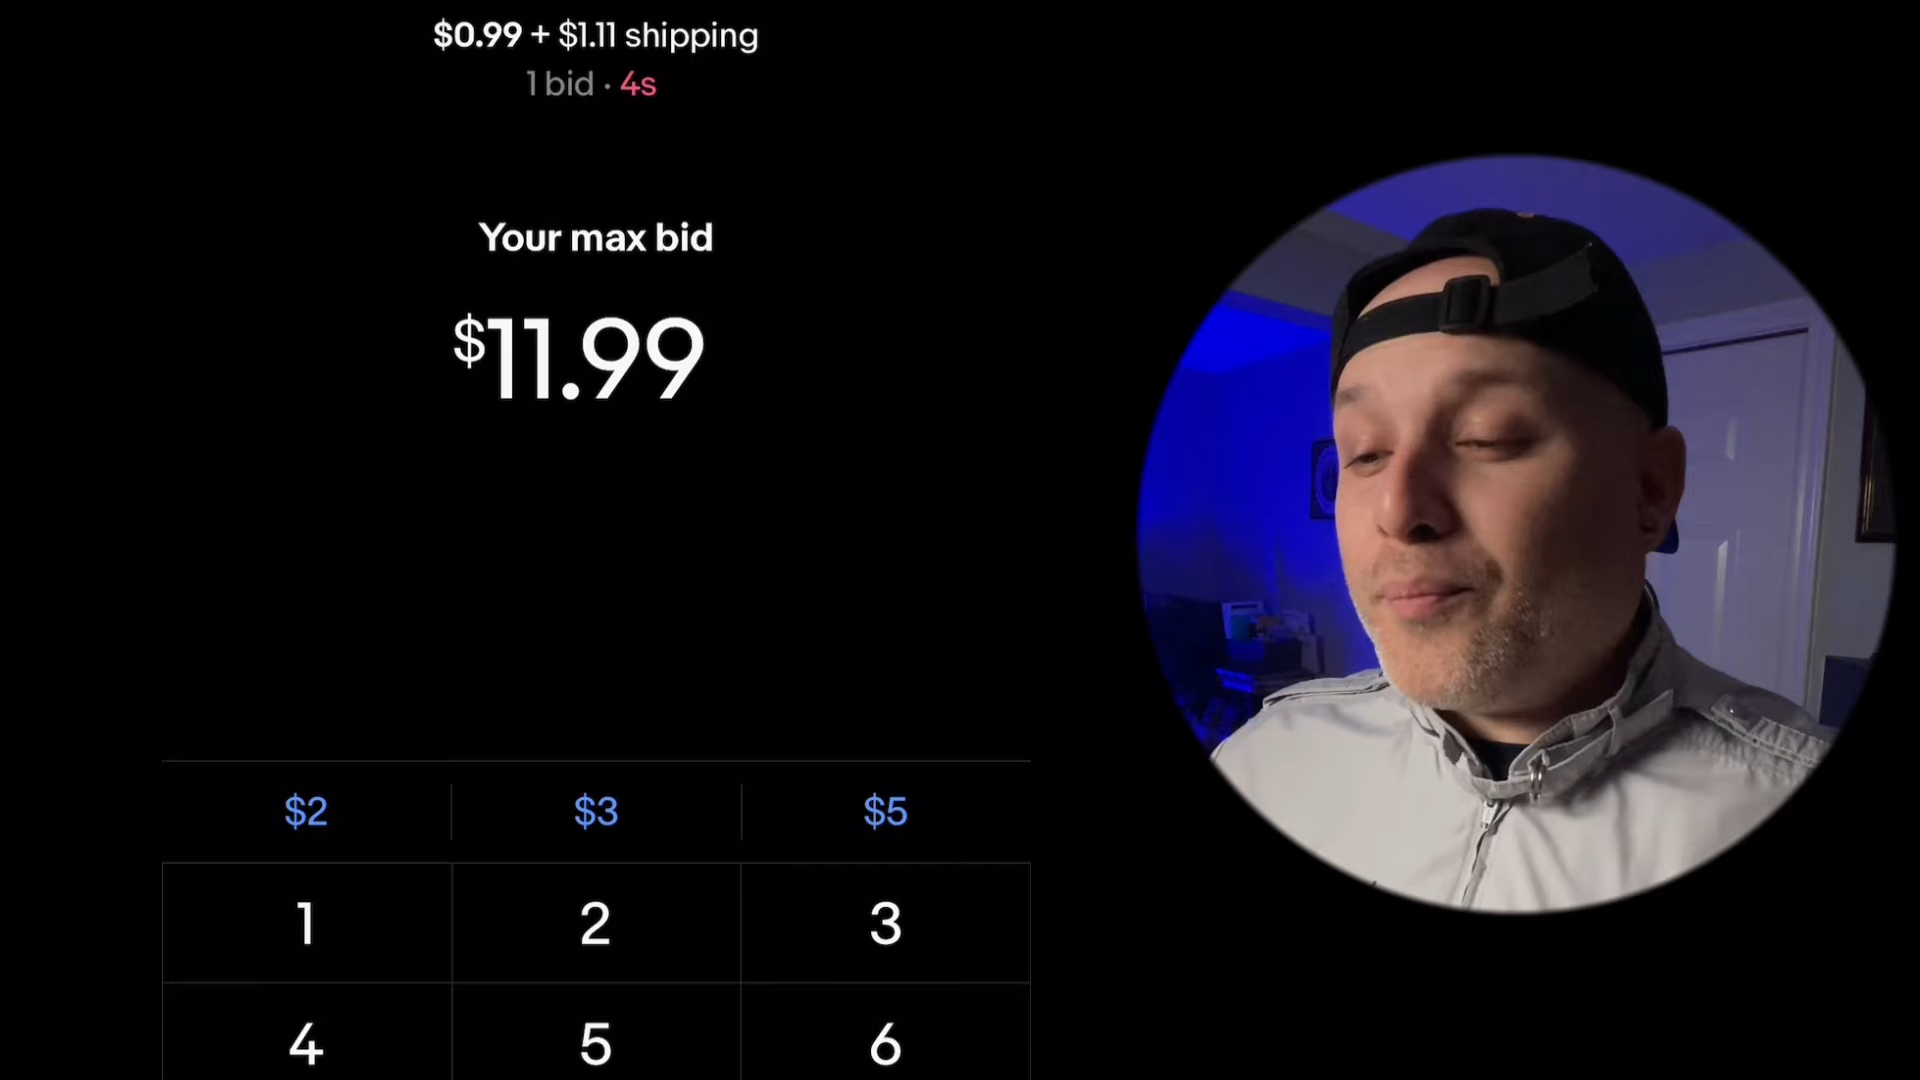 $0.99 + $1.11 shipping
1 bid · 4s
Your max bid
$11.99
$2 $3 $5
1 2 3
4 5 6